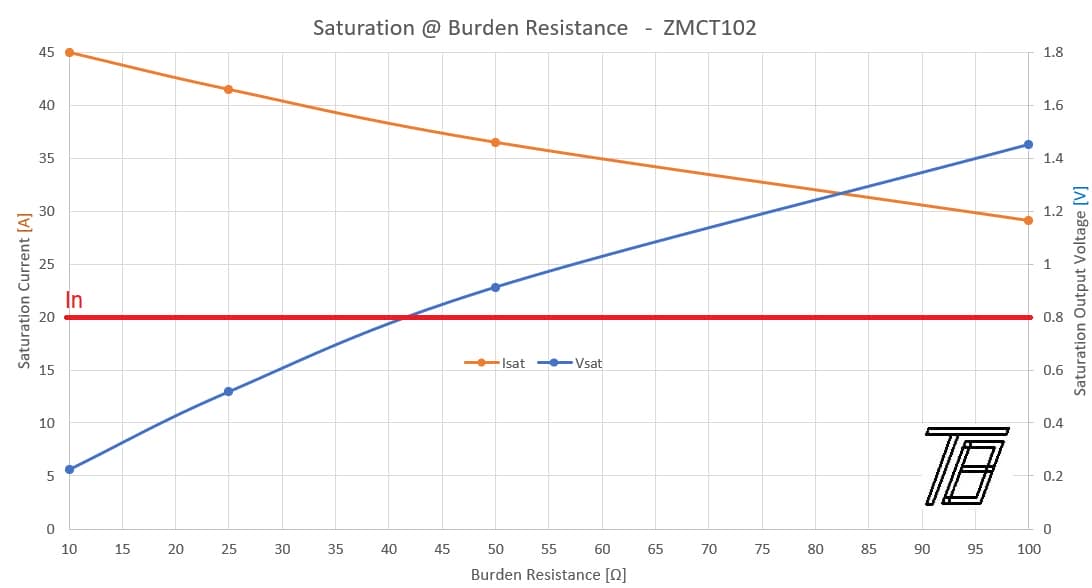 Saturation @ Burden Resistance - ZMCT102
45
40
35
30
25
20
15
10
5
0
Saturation Current [A]
In
Isat
Vsat
1.8
1.6
1.4
1.2
1
0.8
0.6
0.4
0.2
0
Saturation Output Voltage [V]
TB
10 15 20 25 30 35 40 45 50 55 60 65 70 75 80 85 90 95 100
Burden Resistance [Ω]